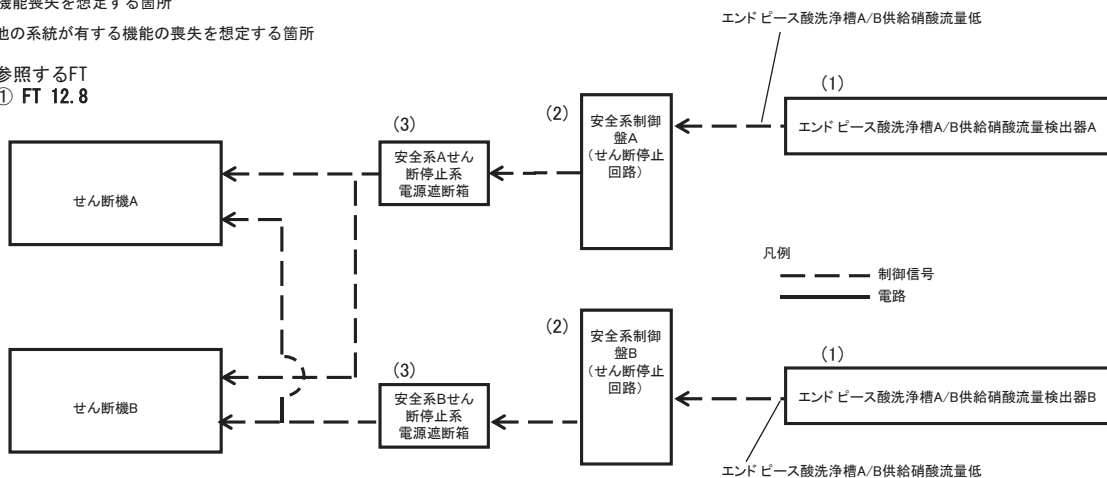 機能喪失を想定する箇所
他の系統が有する機能の喪失を想定する箇所
参照するFT
① FT 12.8
エンドピース酸洗浄槽A/B供給硝酸流量低
(1)
エンドピース酸洗浄槽A/B供給硝酸流量検出器A
(2)
安全系制御
盤A
(せん断停止
回路)
(3)
安全系Aせん
断停止系
電源遮断箱
せん断機A
凡例
制御信号
電路
(1)
エンドピース酸洗浄槽A/B供給硝酸流量検出器B
エンドピース酸洗浄槽A/B供給硝酸流量低
(2)
安全系制御
盤B
(せん断停止
回路)
(3)
安全系Bせん
断停止系
電源遮断箱
せん断機B